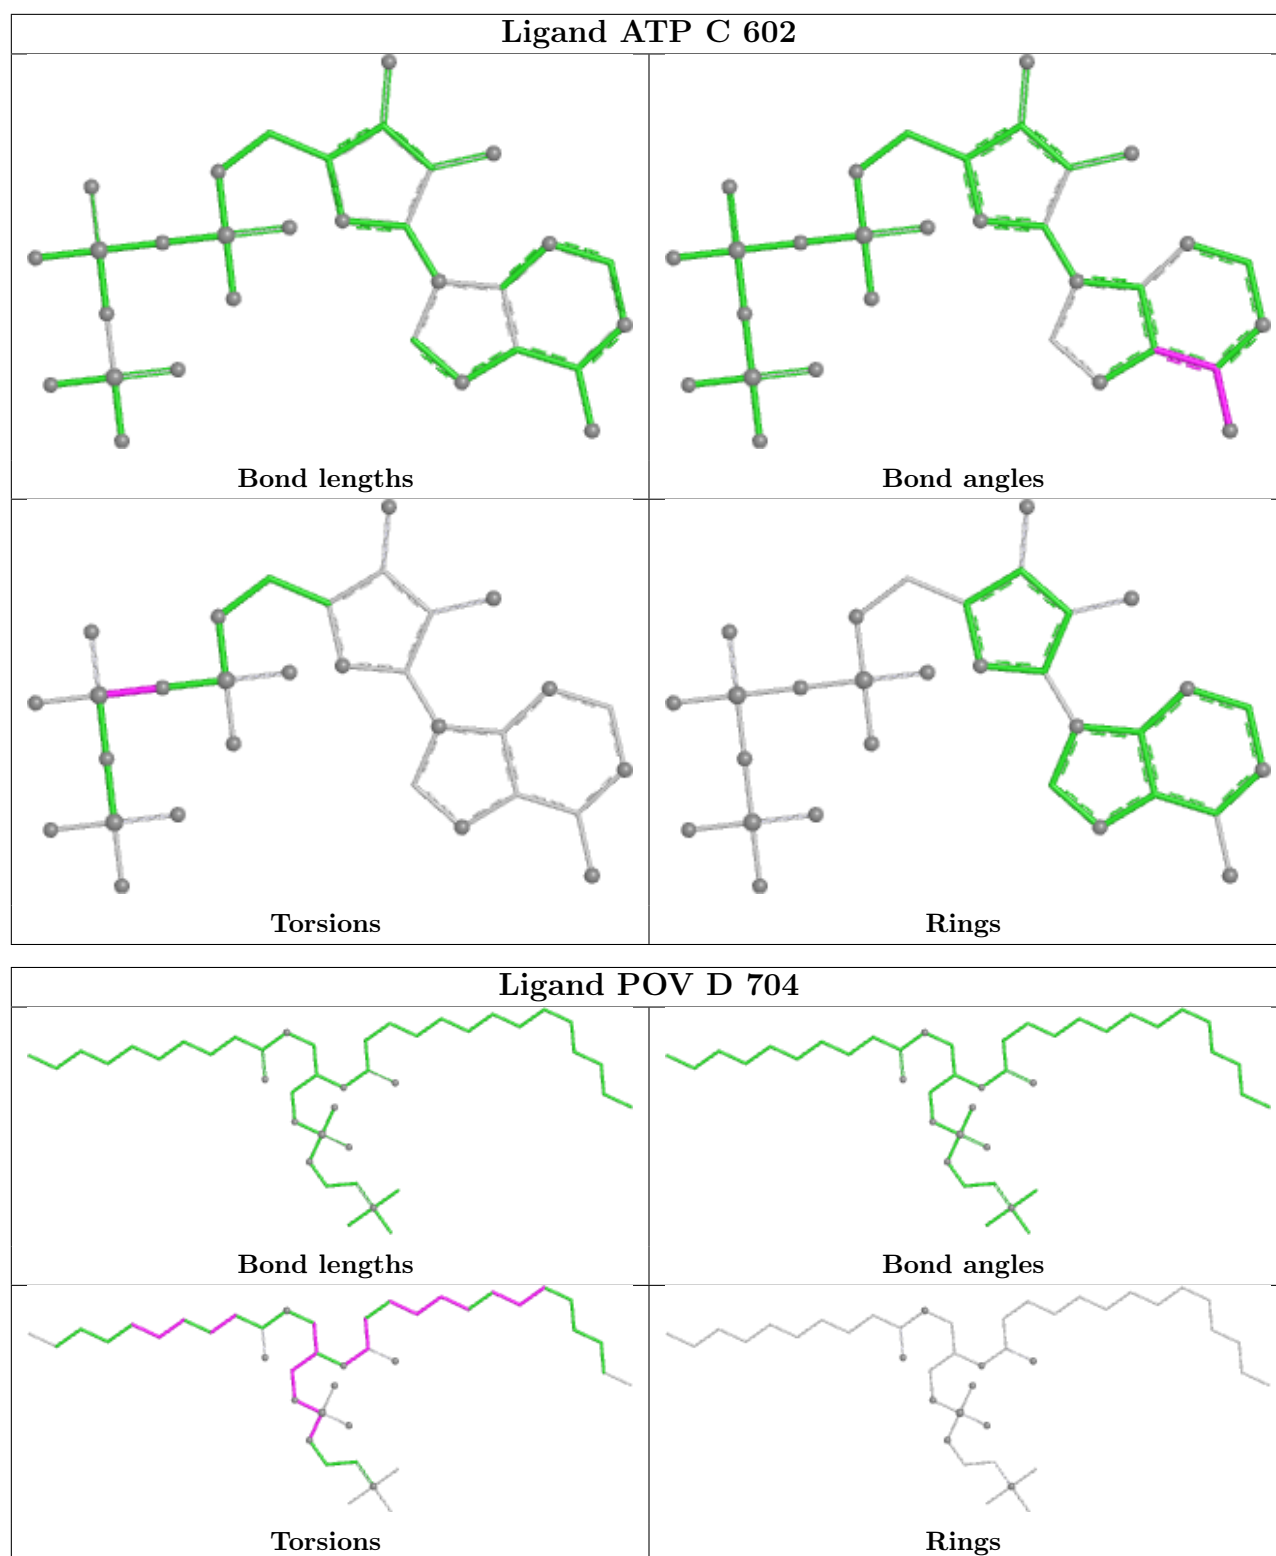 Ligand ATP C 602
Bond lengths
Bond angles
Torsions
Rings
Ligand POV D 704
Bond lengths
Bond angles
Torsions
Rings